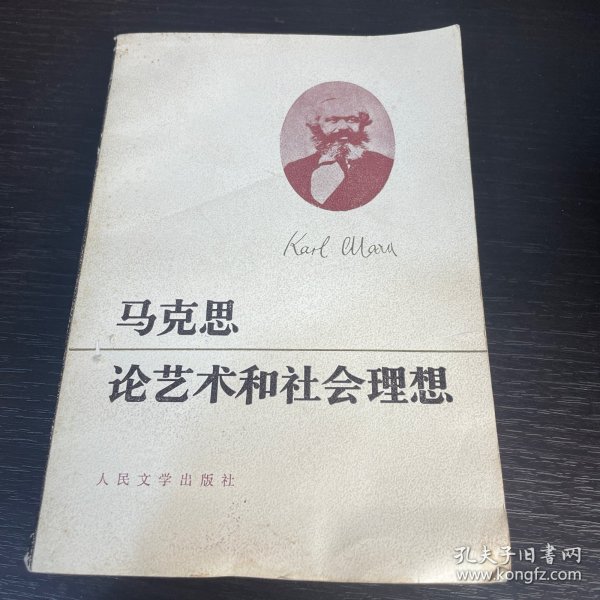 Karl Marx
马克思
论艺术和社会理想
人民文学出版社
孔夫子旧书网
www.kongfz.com